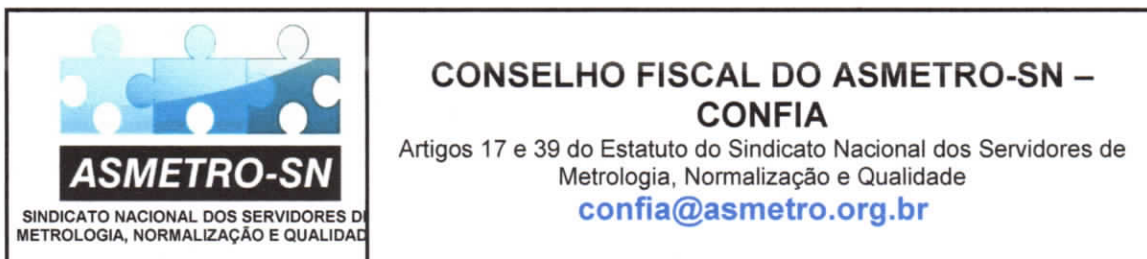 ASMETRO-SN
SINDICATO NACIONAL DOS SERVIDORES DE
METROLOGIA, NORMALIZAÇÃO E QUALIDAD
CONSELHO FISCAL DO ASMETRO-SN –
CONFIA
Artigos 17 e 39 do Estatuto do Sindicato Nacional dos Servidores de
Metrologia, Normalização e Qualidade
confia@asmetro.org.br